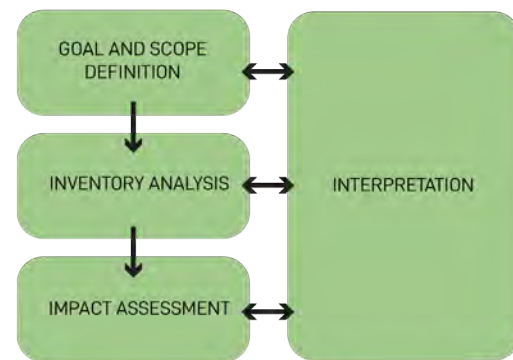 GOAL AND SCOPE
DEFINITION
INVENTORY ANALYSIS
INTERPRETATION
IMPACT ASSESSMENT